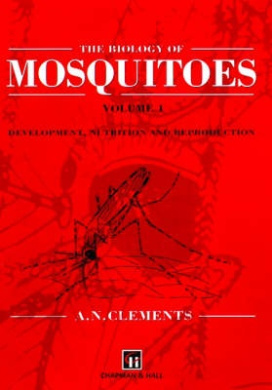 THE BIOLOGY OF
MOSQUITOES
VOLUME 1
DEVELOPMENT, NUTRITION AND REPRODUCTION
A.N.CLEMENTS
CHAPMAN & HALL